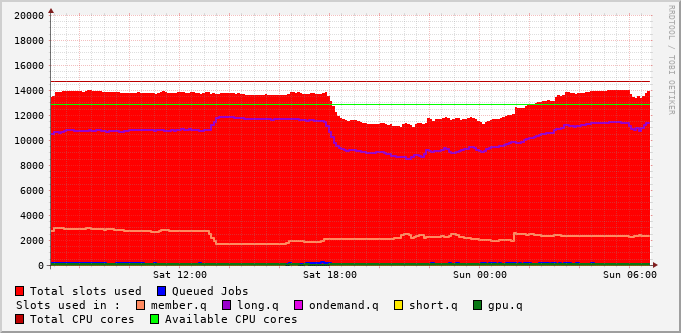 RRDTOOL / TOBI OETIKER
20000
18000
16000
14000
12000
10000
8000
6000
4000
2000
0
Sat 12:00 Sat 18:00 Sun 00:00 Sun 06:00
Total slots used Queued Jobs
Slots used in : member.q long.q ondemand.q short.q gpu.q
Total CPU cores Available CPU cores